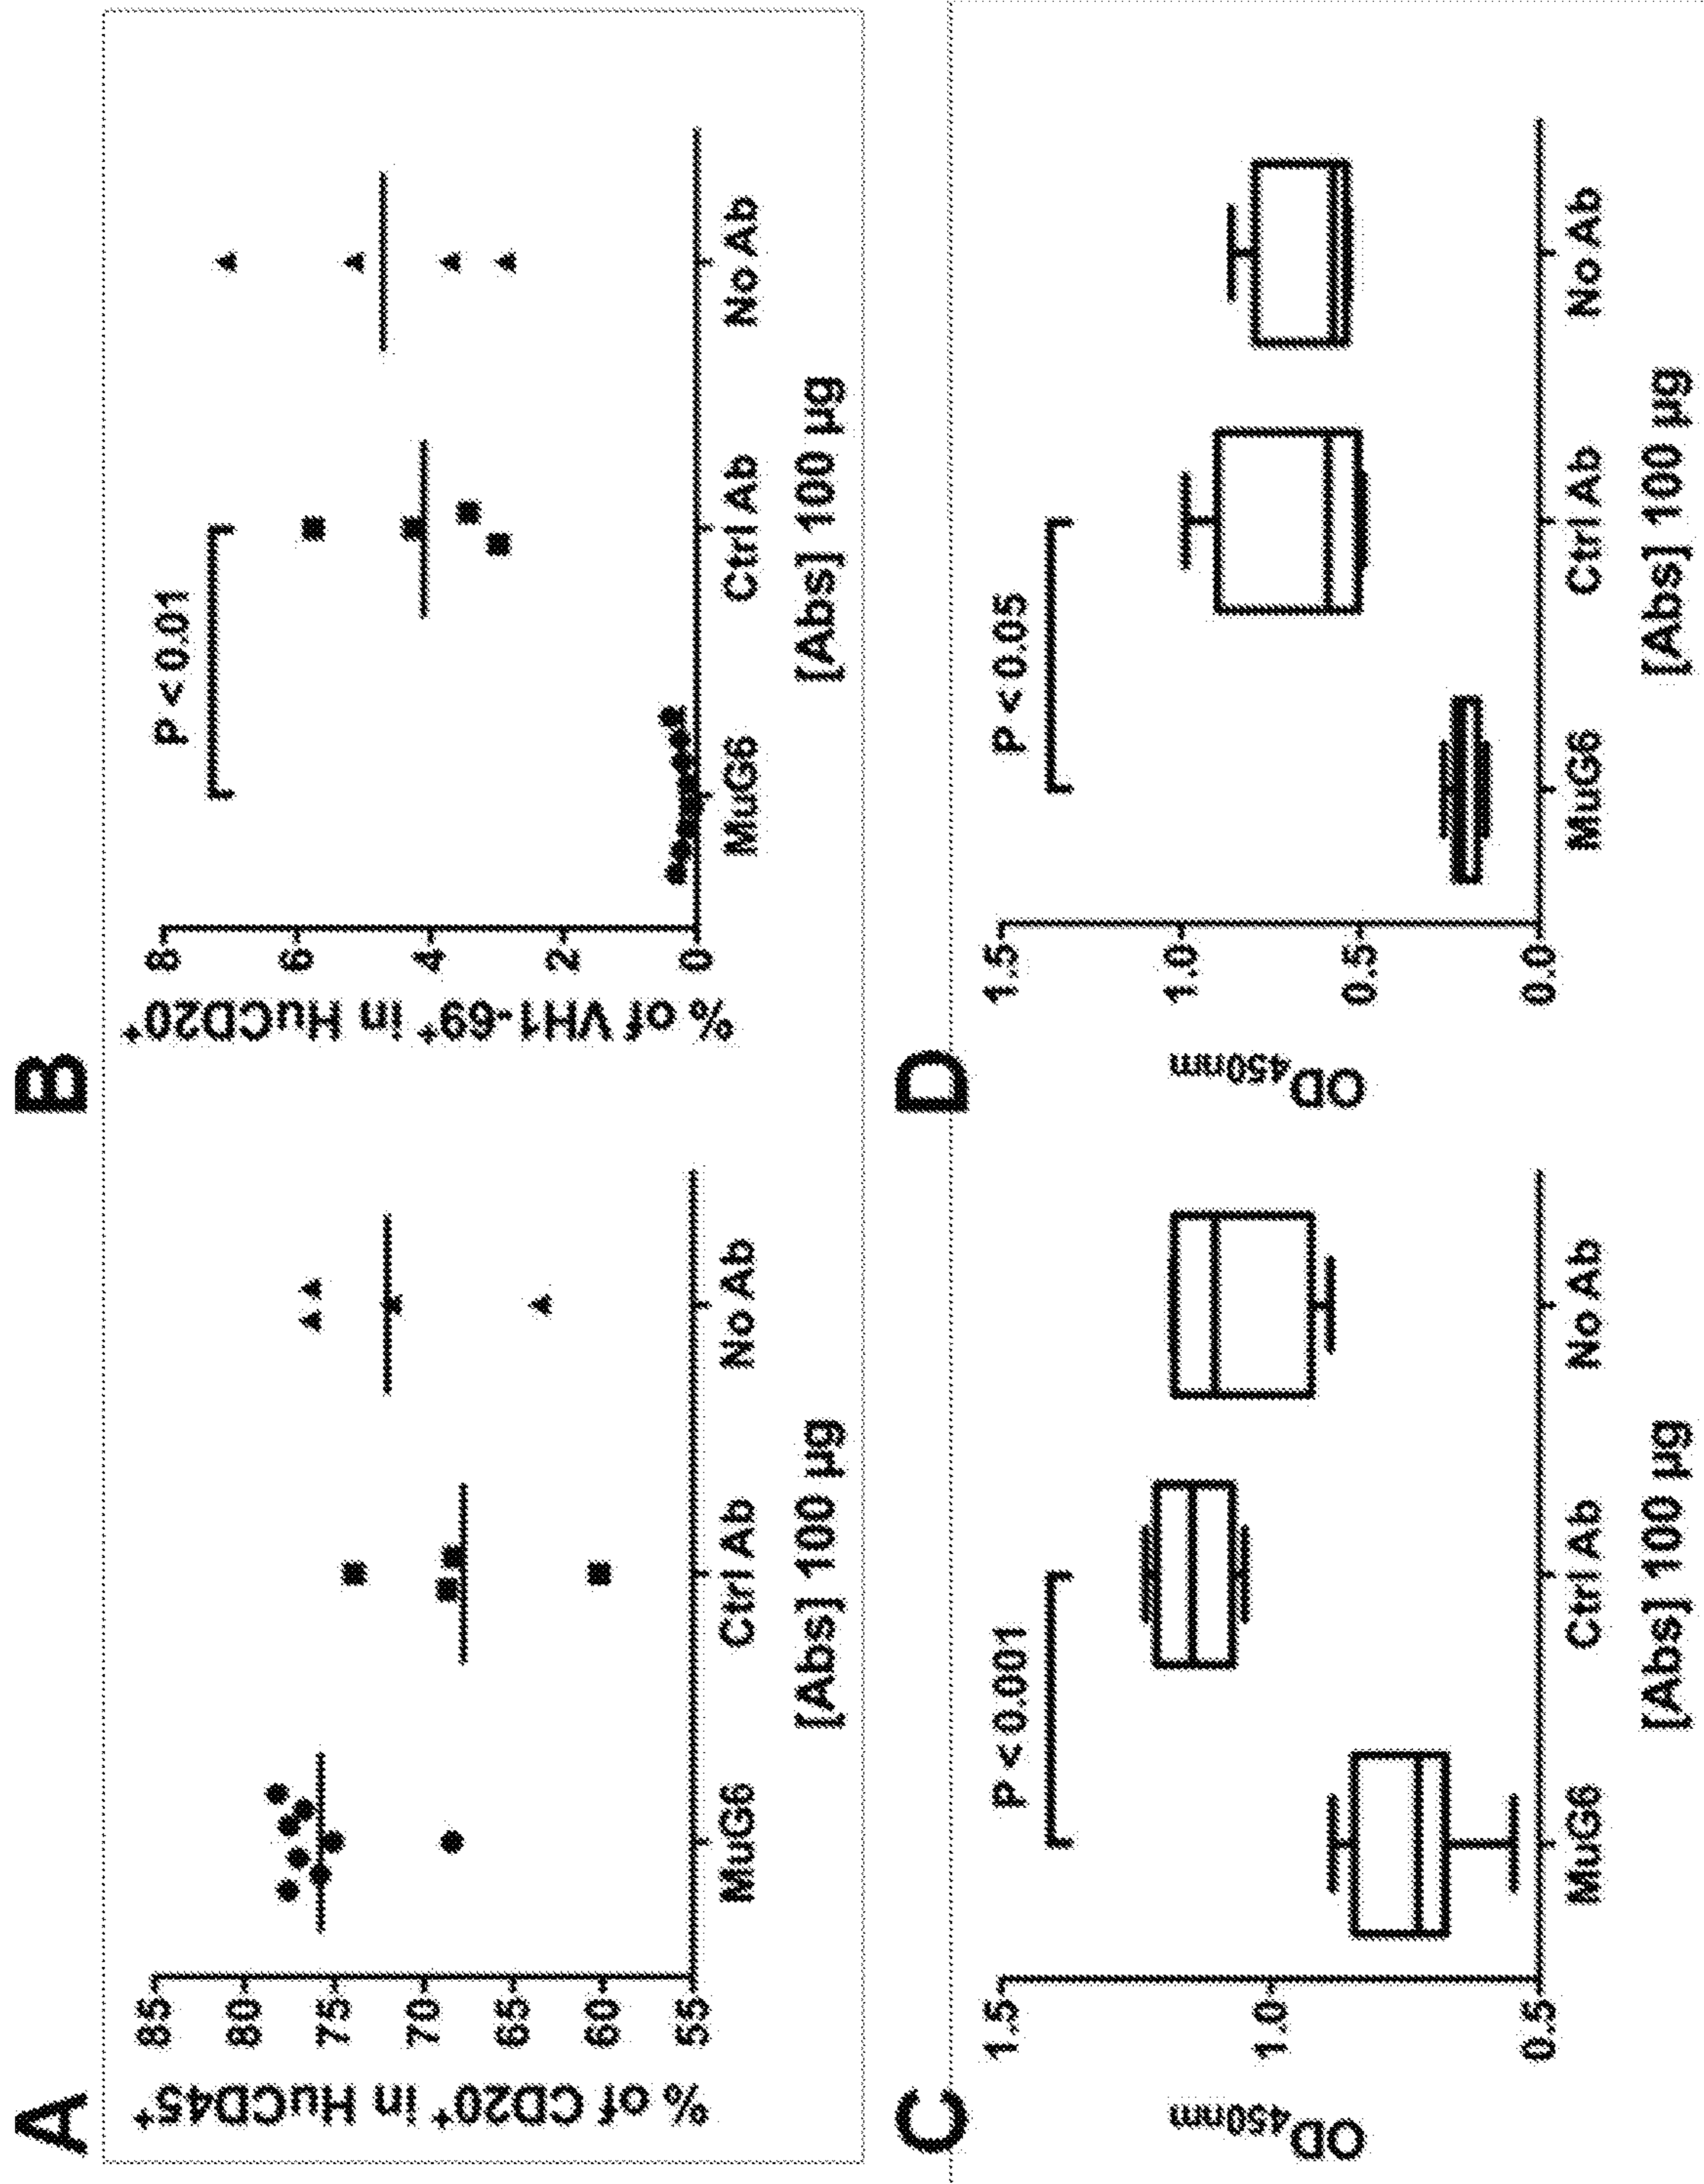 A
% of CD20⁺ in HuCD45⁺
85
80
75
70
65
60
55
MuG6
Ctrl Ab
No Ab
[Abs] 100 µg
B
% of VH1-69⁺ in HuCD20⁺
8
6
4
2
0
P < 0.01
MuG6
Ctrl Ab
No Ab
[Abs] 100 µg
C
OD450nm
1.5
1.0
0.5
P < 0.001
MuG6
Ctrl Ab
No Ab
[Abs] 100 µg
D
OD450nm
1.5
1.0
0.5
0.0
P < 0.05
MuG6
Ctrl Ab
No Ab
[Abs] 100 µg